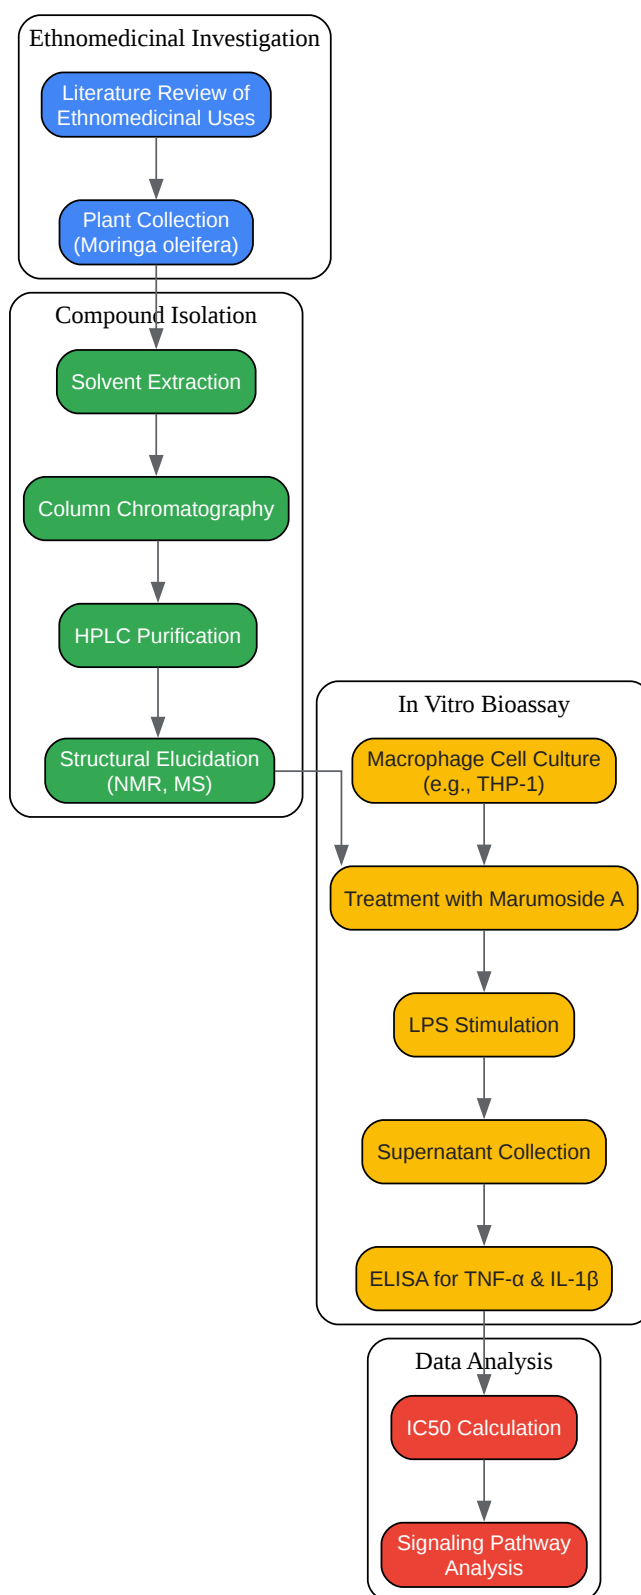 Ethnomedicinal Investigation
Literature Review of
Ethnomedicinal Uses
Plant Collection
(Moringa oleifera)
Compound Isolation
Solvent Extraction
Column Chromatography
HPLC Purification
Structural Elucidation
(NMR, MS)
In Vitro Bioassay
Macrophage Cell Culture
(e.g., THP-1)
Treatment with Marumoside A
LPS Stimulation
Supernatant Collection
ELISA for TNF-α & IL-1β
Data Analysis
IC50 Calculation
Signaling Pathway
Analysis